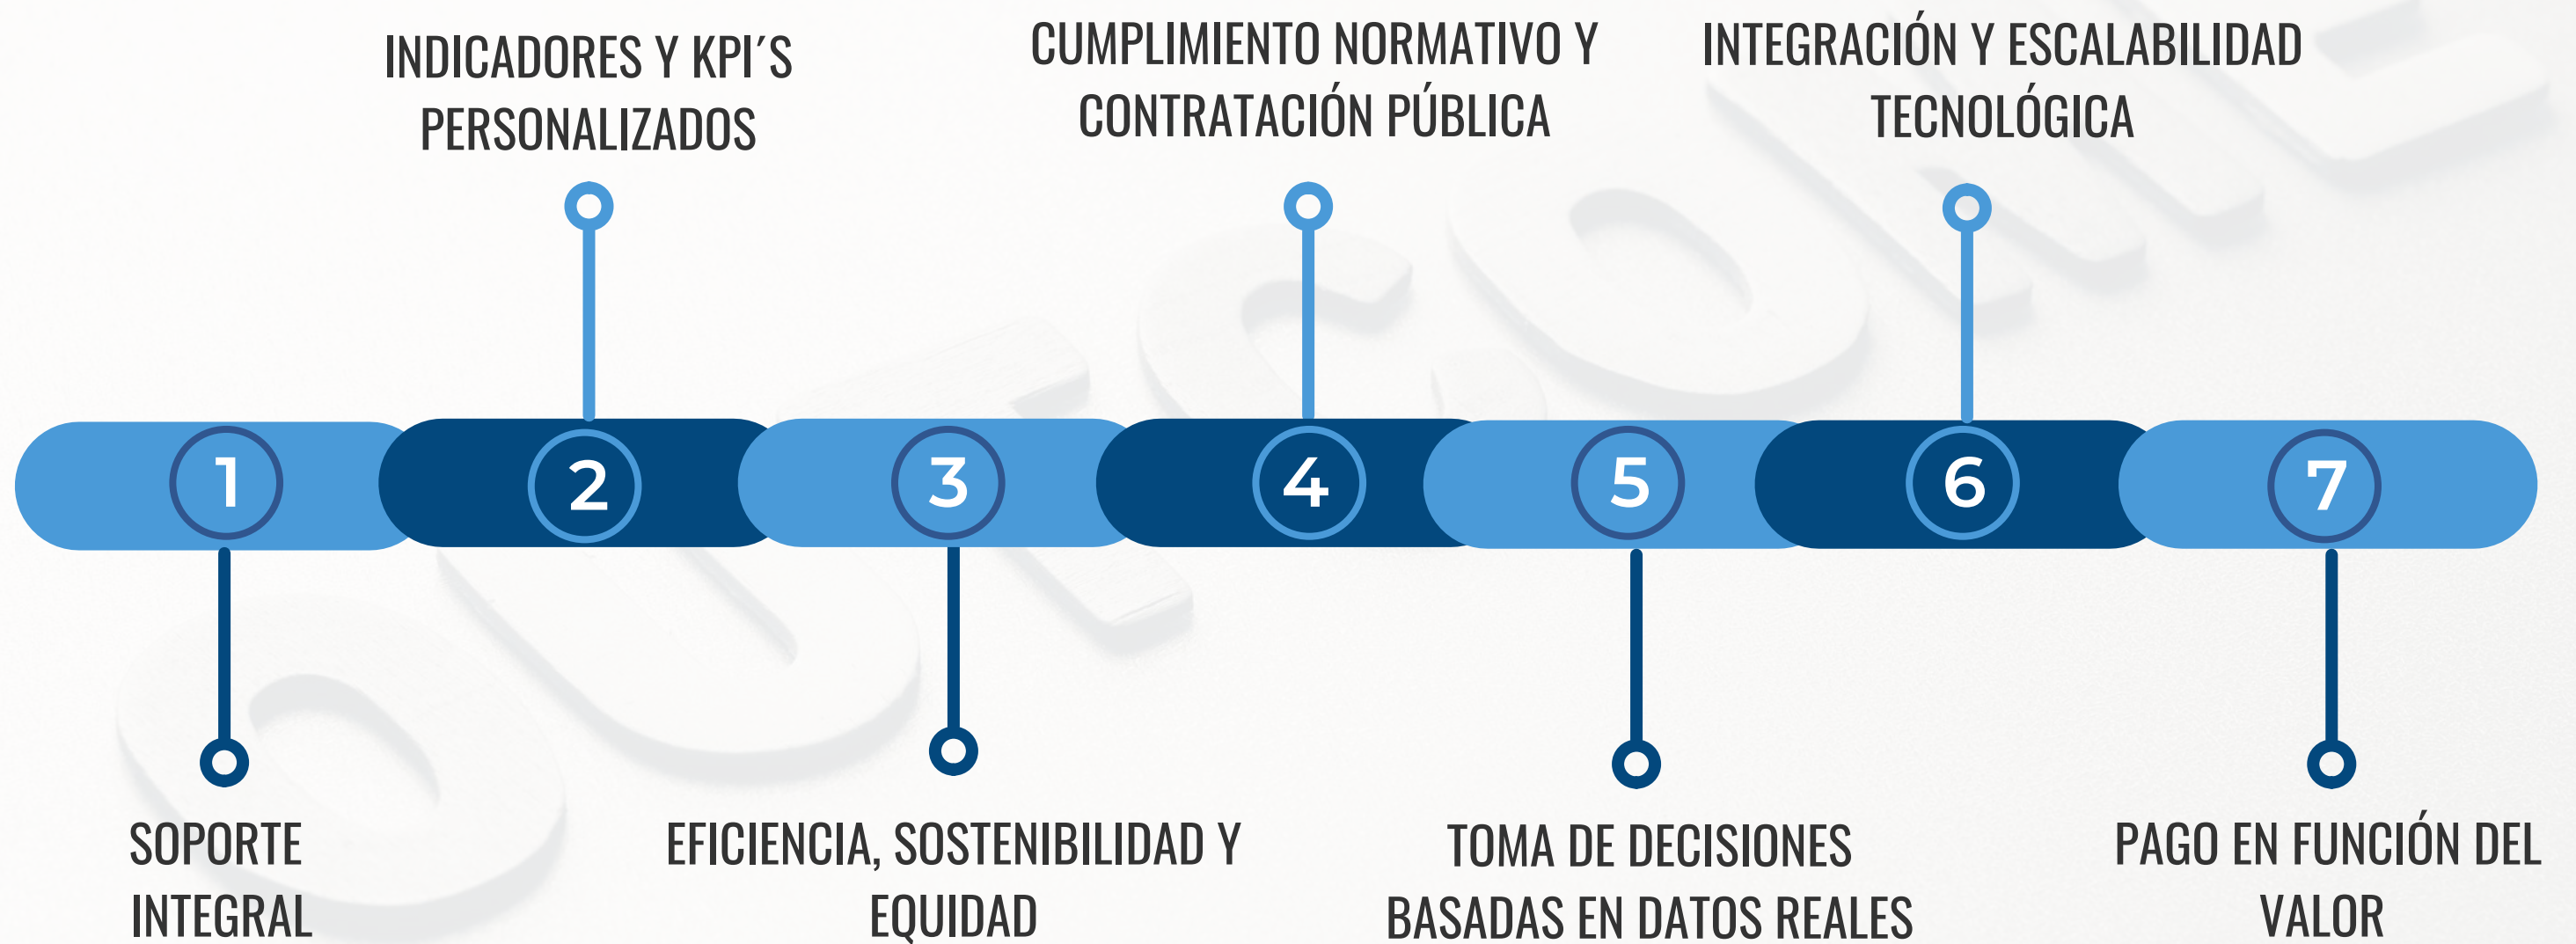 INDICADORES Y KPI´S
PERSONALIZADOS
CUMPLIMIENTO NORMATIVO Y
CONTRATACIÓN PÚBLICA
INTEGRACIÓN Y ESCALABILIDAD
TECNOLÓGICA
1
2
3
4
5
6
7
SOPORTE
INTEGRAL
EFICIENCIA, SOSTENIBILIDAD Y
EQUIDAD
TOMA DE DECISIONES
BASADAS EN DATOS REALES
PAGO EN FUNCIÓN DEL
VALOR
OUTCOME